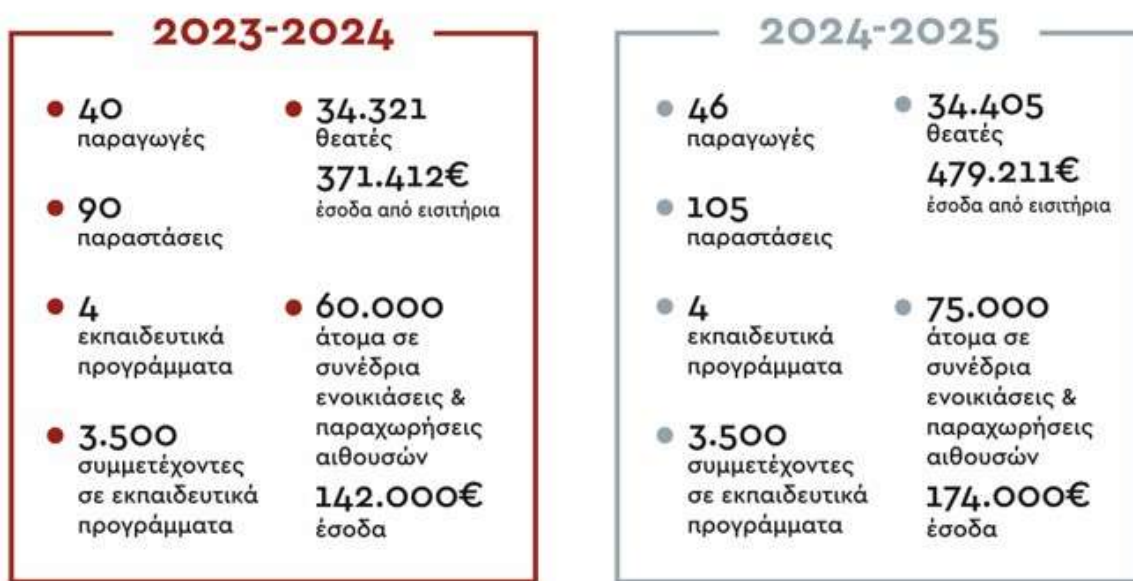 2023-2024
40
παραγωγές
90
παραστάσεις
4
εκπαιδευτικά
προγράμματα
3.500
συμμετέχοντες
σε εκπαιδευτικά
προγράμματα
34.321
θεατές
371.412€
έσοδα από εισιτήρια
60.000
άτομα σε
συνέδρια
ενοικιάσεις &
παραχωρήσεις
αιθουσών
142.000€
έσοδα
2024-2025
46
παραγωγές
105
παραστάσεις
4
εκπαιδευτικά
προγράμματα
3.500
συμμετέχοντες
σε εκπαιδευτικά
προγράμματα
34.405
θεατές
479.211€
έσοδα από εισιτήρια
75.000
άτομα σε
συνέδρια
ενοικιάσεις &
παραχωρήσεις
αιθουσών
174.000€
έσοδα